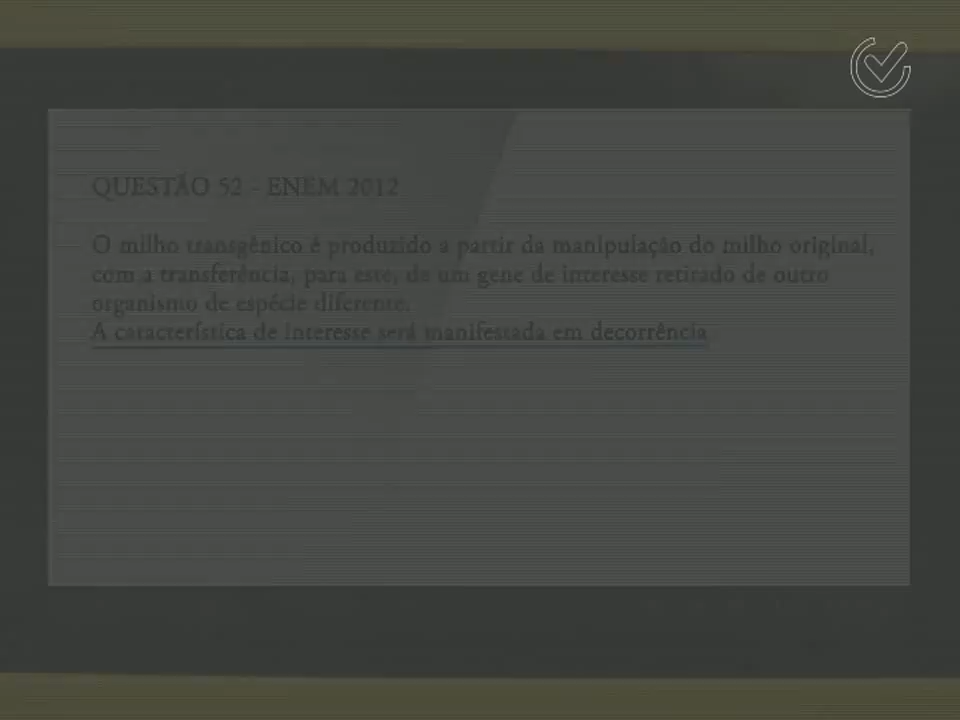 QUESTÃO 52 - ENEM 2012
O milho transgênico é produzido a partir da manipulação do milho original,
com a transferência, para este, de um gene de interesse retirado de outro
organismo de espécie diferente.
A característica de interesse será manifestada em decorrência